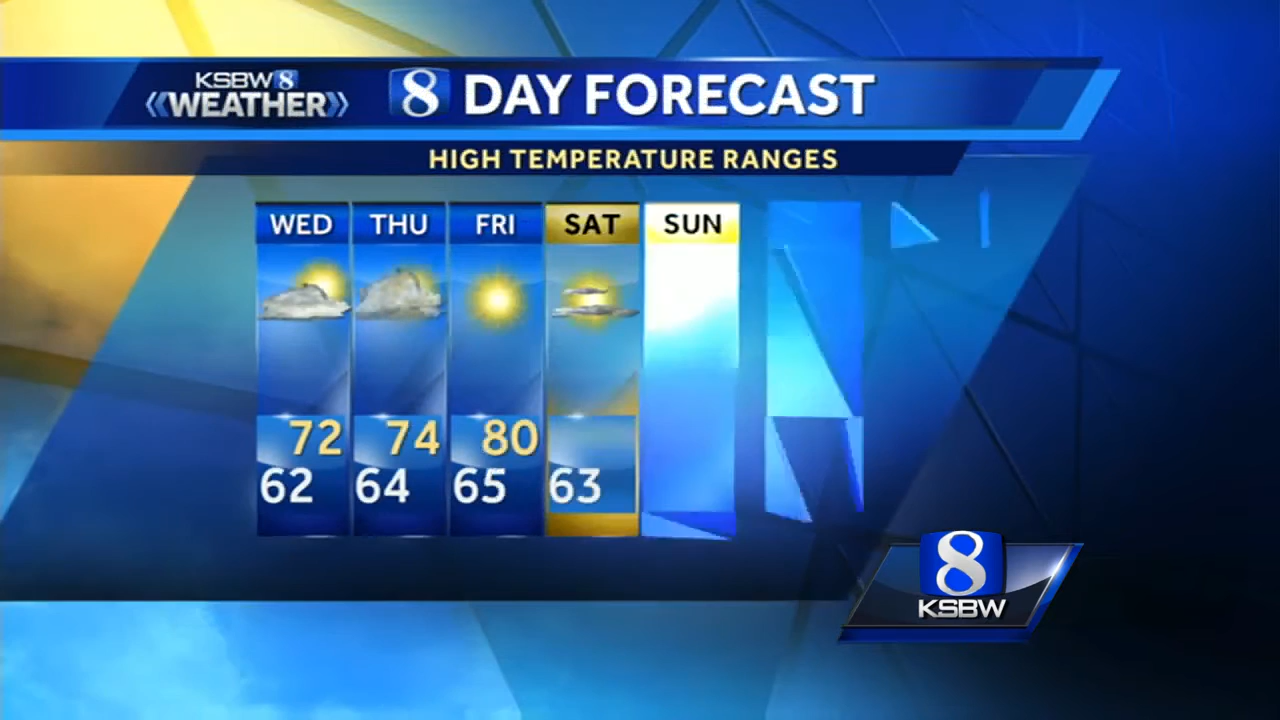 KSBW 8
WEATHER
8 DAY FORECAST
HIGH TEMPERATURE RANGES
WED THU FRI SAT SUN
72 74 80
62 64 65 63
8
KSBW